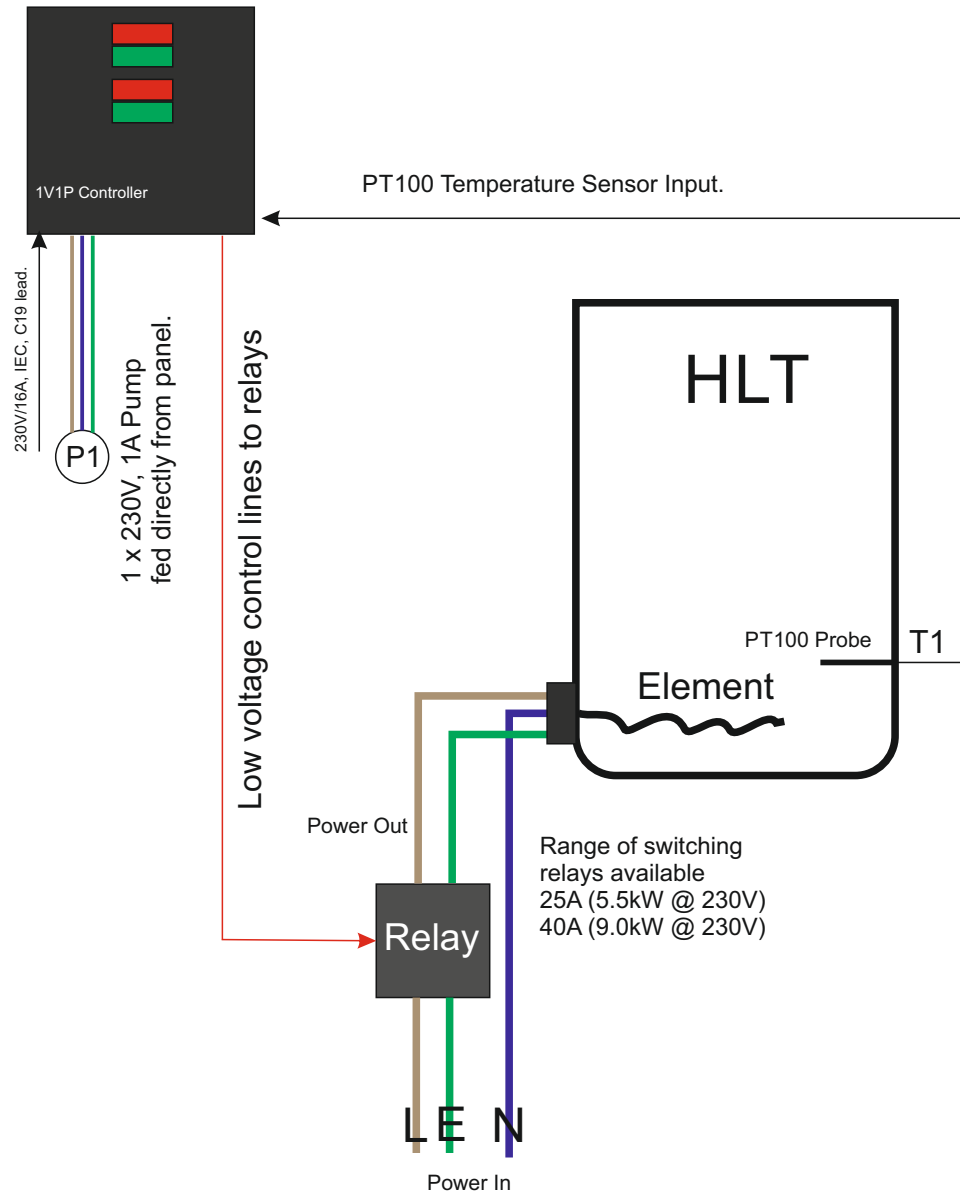 1V1P Controller
PT100 Temperature Sensor Input.
230V/16A, IEC, C19 lead.
P1
1 x 230V, 1A Pump
fed directly from panel.
Low voltage control lines to relays
HLT
PT100 Probe
T1
Element
Power Out
Range of switching
relays available
25A (5.5kW @ 230V)
40A (9.0kW @ 230V)
Relay
L E N
Power In